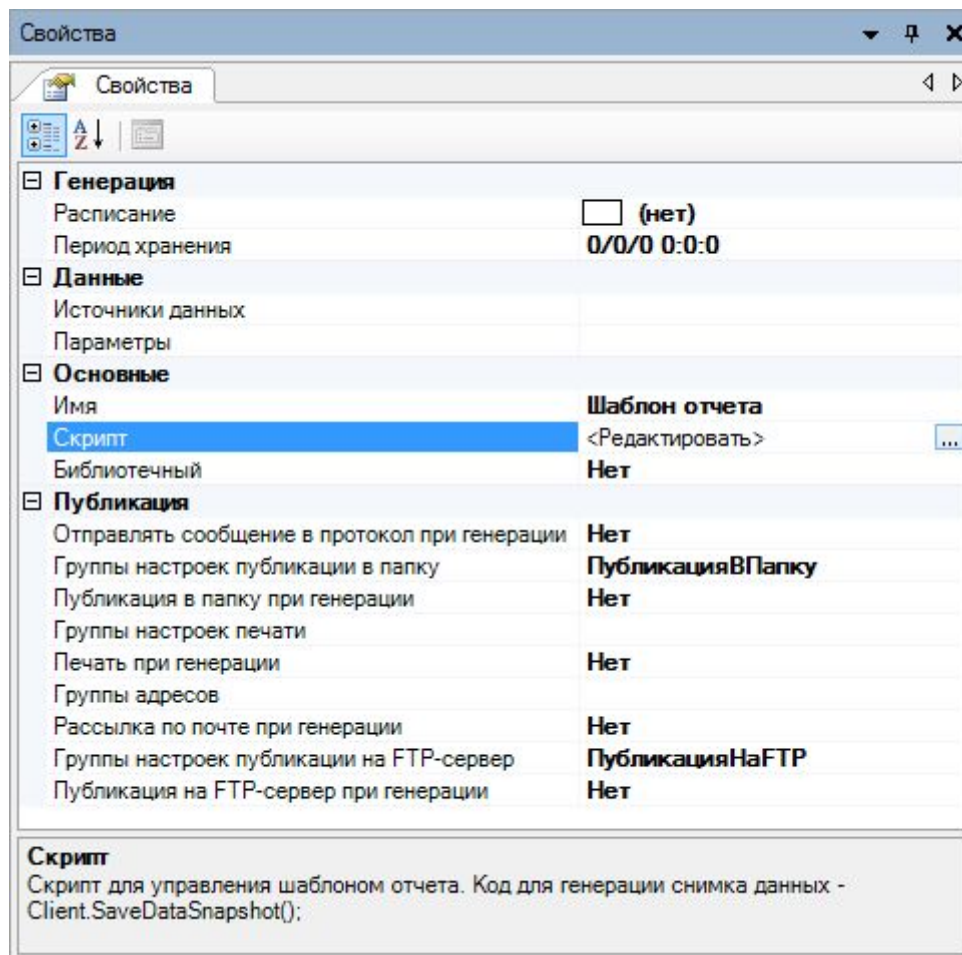 Свойства
Свойства
Генерация
Расписание (нет)
Период хранения 0/0/0 0:0:0
Данные
Источники данных
Параметры
Основные
Имя Шаблон отчета
Скрипт <Редактировать> ...
Библиотечный Нет
Публикация
Отправлять сообщение в протокол при генерации Нет
Группы настроек публикации в папку ПубликацияВПапку
Публикация в папку при генерации Нет
Группы настроек печати
Печать при генерации Нет
Группы адресов
Рассылка по почте при генерации Нет
Группы настроек публикации на FTP-сервер ПубликацияНаFTP
Публикация на FTP-сервер при генерации Нет
Скрипт
Скрипт для управления шаблоном отчета. Код для генерации снимка данных -
Client.SaveDataSnapshot();